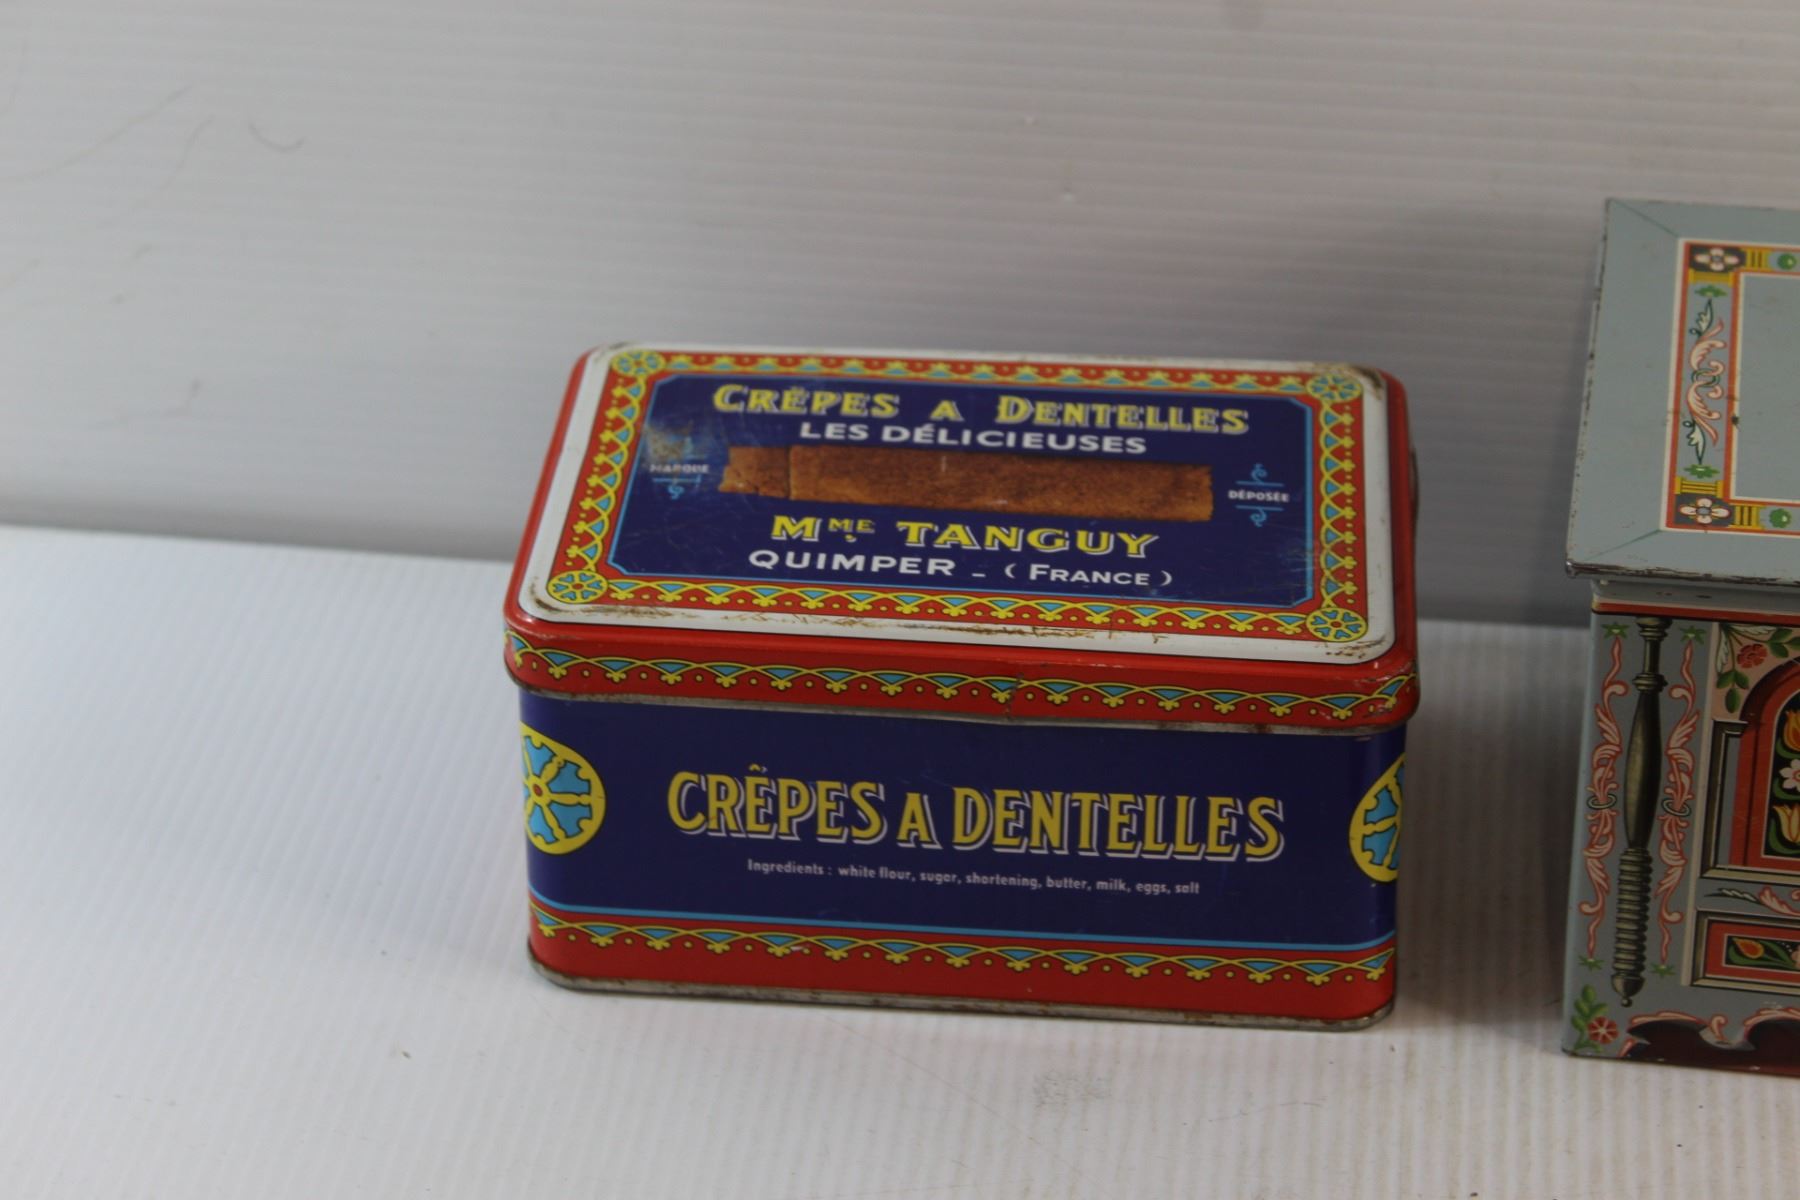 CRÊPES A DENTELLES
LES DÉLICIEUSES
MARQUE
DÉPOSÉE
MME TANGUY
QUIMPER - (FRANCE)
CRÊPES A DENTELLES
Ingredients : white flour, sugar, shortening, butter, milk, eggs, salt